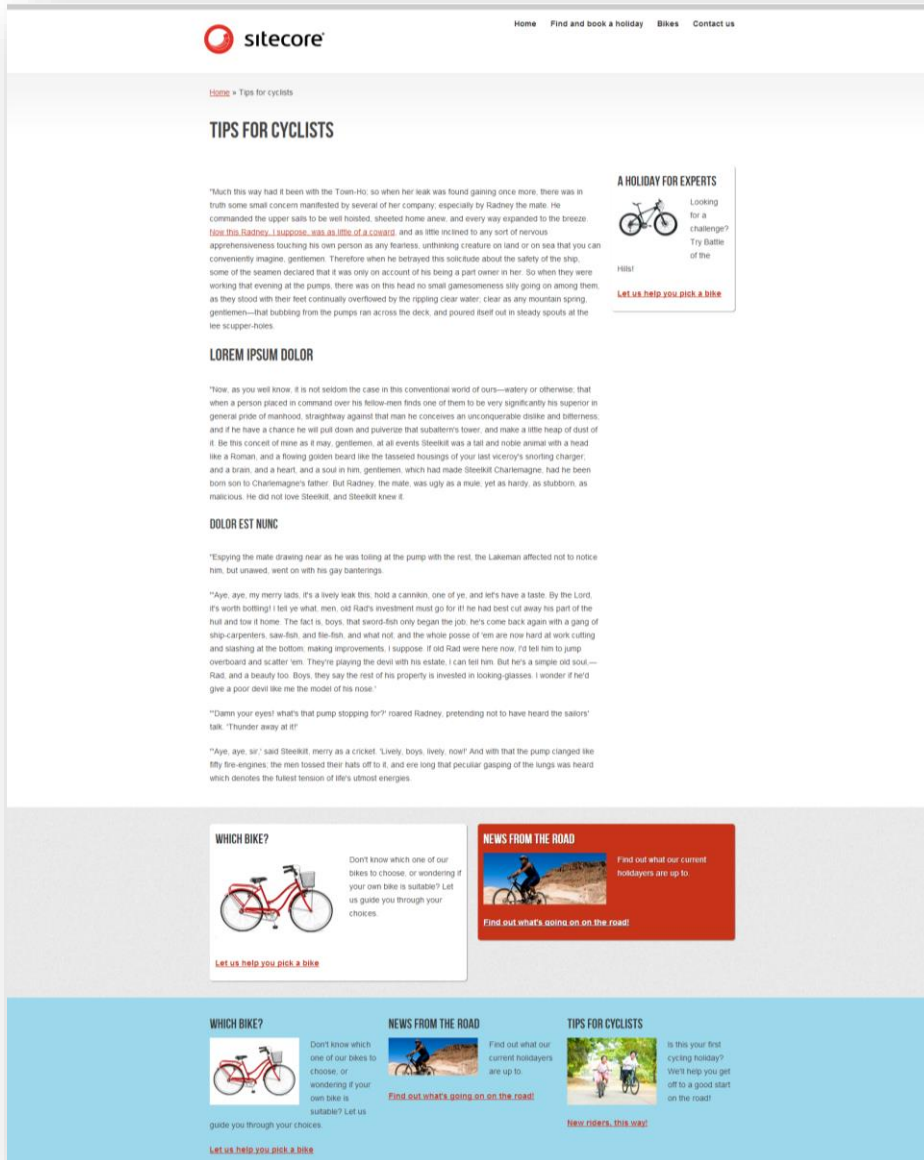 sitecore
Home Find and book a holiday Bikes Contact us
Home » Tips for cyclists
TIPS FOR CYCLISTS
"Much this way had it been with the Town-Ho; so when her leak was found gaining once more, there was in
truth some small concern manifested by several of her company; especially by Radney the mate. He
commanded the upper sails to be well hoisted, sheeted home anew, and every way expanded to the breeze.
Now this Radney, I suppose, was as little of a coward, and as little inclined to any sort of nervous
apprehensiveness touching his own person as any fearless, unthinking creature on land or on sea that you can
conveniently imagine, gentlemen. Therefore when he betrayed this solicitude about the safety of the ship,
some of the seamen declared that it was only on account of his being a part owner in her. So when they were
working that evening at the pumps, there was on this head no small gamesomeness slily going on among them,
as they stood with their feet continually overflowed by the rippling clear water; clear as any mountain spring,
gentlemen—that bubbling from the pumps ran across the deck, and poured itself out in steady spouts at the
lee scupper-holes.
A HOLIDAY FOR EXPERTS
Looking
for a
challenge?
Try Battle
of the
Hills!
Let us help you pick a bike
LOREM IPSUM DOLOR
"Now, as you well know, it is not seldom the case in this conventional world of ours—watery or otherwise; that
when a person placed in command over his fellow-men finds one of them to be very significantly his superior in
general pride of manhood, straightway against that man he conceives an unconquerable dislike and bitterness;
and if he have a chance he will pull down and pulverize that subaltern's tower, and make a little heap of dust of
it. Be this conceit of mine as it may, gentlemen, at all events Steelkilt was a tall and noble animal with a head
like a Roman, and a flowing golden beard like the tasseled housings of your last viceroy's snorting charger;
and a brain, and a heart, and a soul in him, gentlemen, which had made Steelkilt Charlemagne, had he been
born son to Charlemagne's father. But Radney, the mate, was ugly as a mule; yet as hardy, as stubborn, as
malicious. He did not love Steelkilt, and Steelkilt knew it.
DOLOR EST NUNC
"Espying the mate drawing near as he was toiling at the pump with the rest, the Lakeman affected not to notice
him, but unawed, went on with his gay banterings.
"'Aye, aye, my merry lads, it's a lively leak this; hold a cannikin, one of ye, and let's have a taste. By the Lord,
it's worth bottling! I tell ye what, men, old Rad's investment must go for it! he had best cut away his part of the
hull and tow it home. The fact is, boys, that sword-fish only began the job; he's come back again with a gang of
ship-carpenters, saw-fish, and file-fish, and what not; and the whole posse of 'em are now hard at work cutting
and slashing at the bottom; making improvements, I suppose. If old Rad were here now, I'd tell him to jump
overboard and scatter 'em. They're playing the devil with his estate, I can tell him. But he's a simple old soul,—
Rad, and a beauty too. Boys, they say the rest of his property is invested in looking-glasses. I wonder if he'd
give a poor devil like me the model of his nose.'
"'Damn your eyes! what's that pump stopping for?' roared Radney, pretending not to have heard the sailors'
talk. 'Thunder away at it!'
"'Aye, aye, sir,' said Steelkilt, merry as a cricket. 'Lively, boys, lively, now!' And with that the pump clanged like
fifty fire-engines; the men tossed their hats off to it, and ere long that peculiar gasping of the lungs was heard
which denotes the fullest tension of life's utmost energies.
WHICH BIKE?
Don't know which one of our
bikes to choose, or wondering if
your own bike is suitable? Let
us guide you through your
choices.
Let us help you pick a bike
NEWS FROM THE ROAD
Find out what our current
holidayers are up to.
Find out what's going on on the road!
WHICH BIKE?
Don't know which
one of our bikes to
choose, or
wondering if your
own bike is
suitable? Let us
guide you through your choices.
Let us help you pick a bike
NEWS FROM THE ROAD
Find out what our
current holidayers
are up to.
Find out what's going on on the road!
TIPS FOR CYCLISTS
Is this your first
cycling holiday?
We'll help you get
off to a good start
on the road!
New riders, this way!